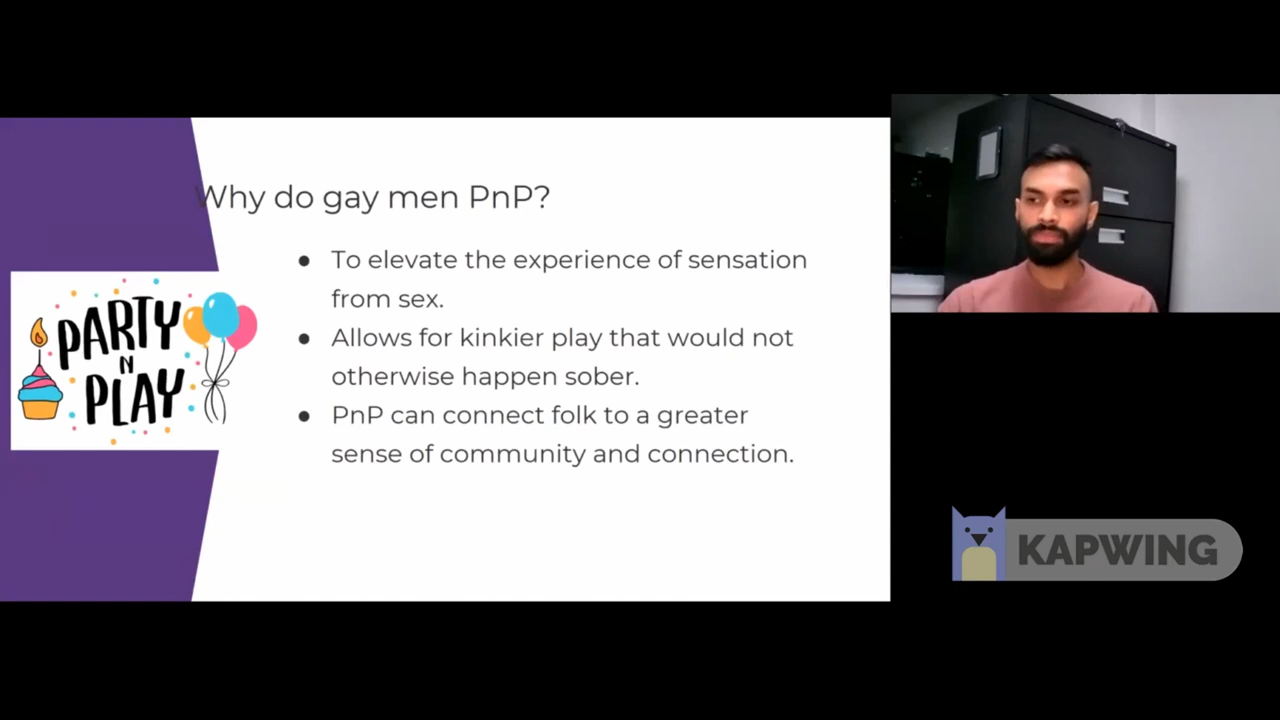 Why do gay men PnP?
● To elevate the experience of sensation
from sex.
● Allows for kinkier play that would not
otherwise happen sober.
● PnP can connect folk to a greater
sense of community and connection.
PARTY
N
PLAY
KAPWING